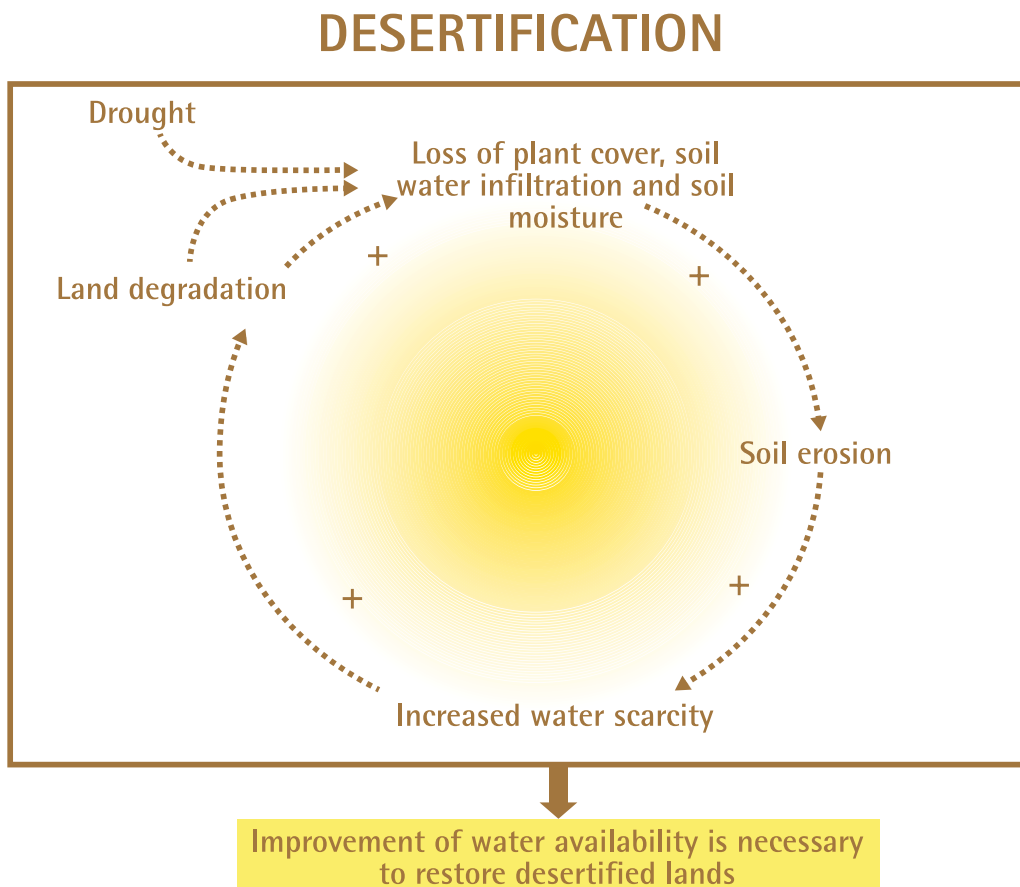 DESERTIFICATION
Drought
Loss of plant cover, soil
water infiltration and soil
moisture
+
+
Land degradation
Soil erosion
+
+
Increased water scarcity
Improvement of water availability is necessary
to restore desertified lands